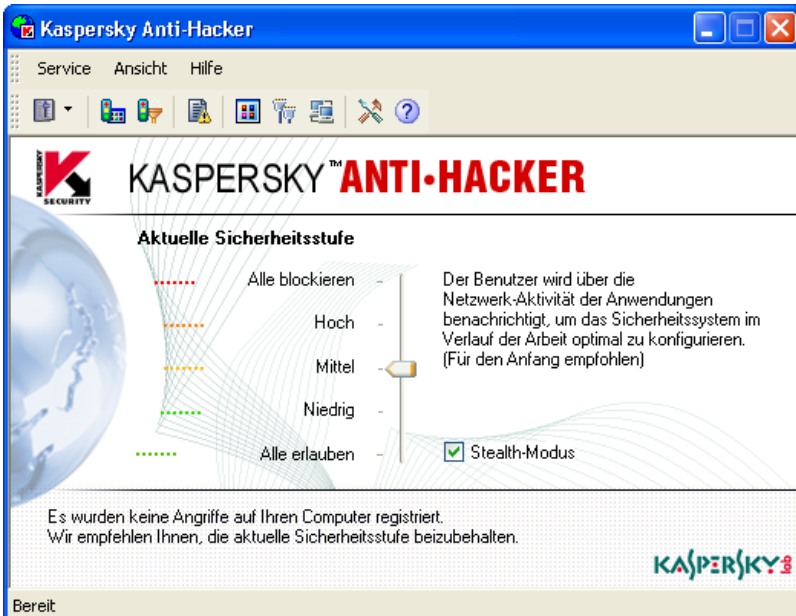 Kaspersky Anti-Hacker
Service Ansicht Hilfe
KASPERSKY SECURITY
KASPERSKY™ANTI•HACKER
Aktuelle Sicherheitsstufe
Alle blockieren
Hoch
Mittel
Niedrig
Alle erlauben
Der Benutzer wird über die
Netzwerk-Aktivität der Anwendungen
benachrichtigt, um das Sicherheitssystem im
Verlauf der Arbeit optimal zu konfigurieren.
(Für den Anfang empfohlen)
Stealth-Modus
Es wurden keine Angriffe auf Ihren Computer registriert.
Wir empfehlen Ihnen, die aktuelle Sicherheitsstufe beizubehalten.
KASPERSKY lab
Bereit